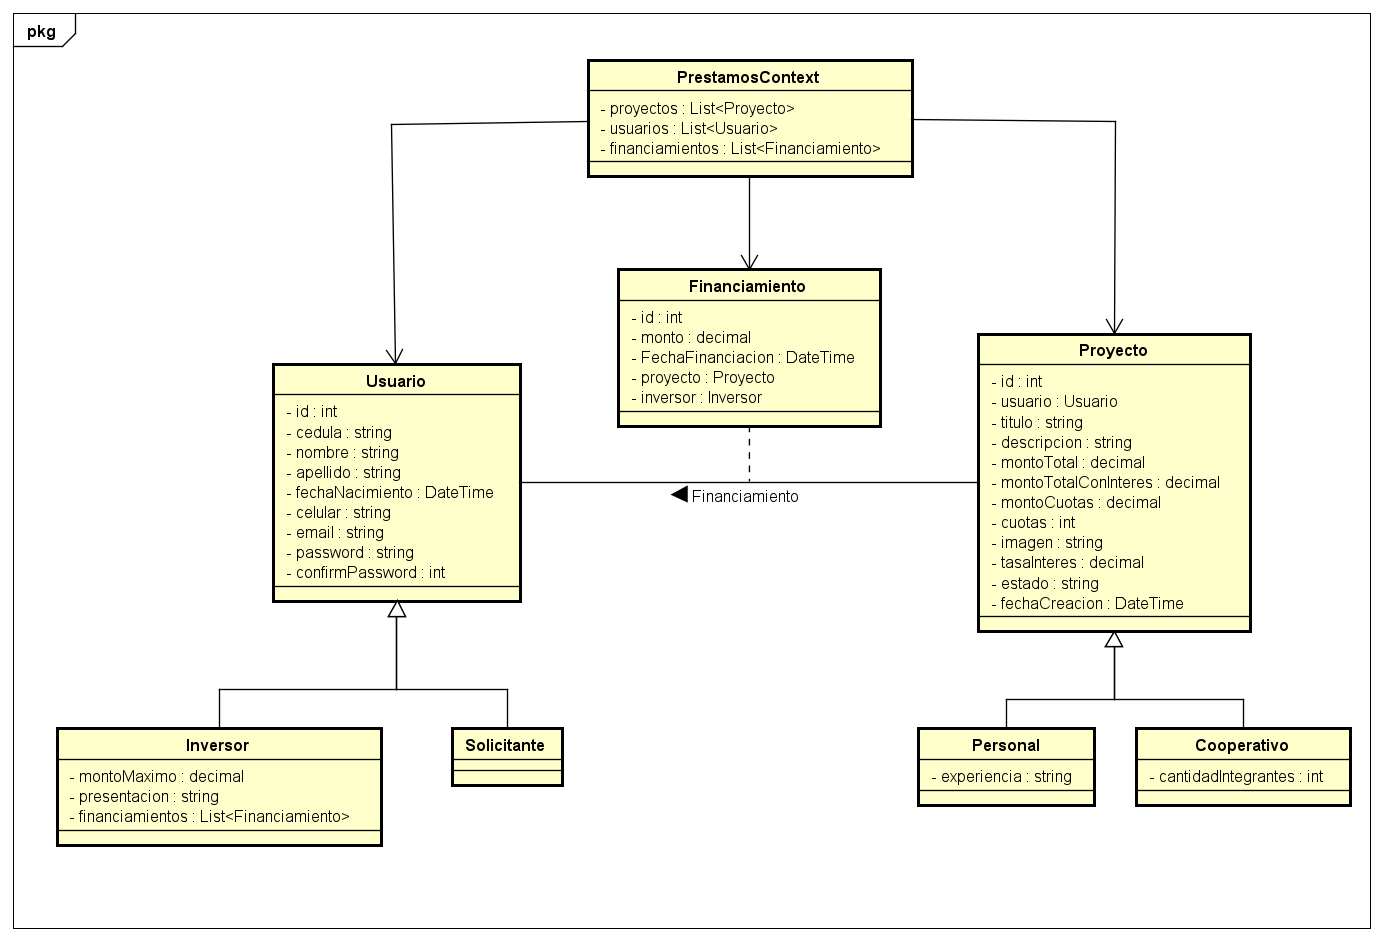 pkg
PrestamosContext
- proyectos : List<Proyecto>
- usuarios : List<Usuario>
- financiamientos : List<Financiamiento>
Financiamiento
- id : int
- monto : decimal
- FechaFinanciacion : DateTime
- proyecto : Proyecto
- inversor : Inversor
Usuario
- id : int
- cedula : string
- nombre : string
- apellido : string
- fechaNacimiento : DateTime
- celular : string
- email : string
- password : string
- confirmPassword : int
Financiamiento
Proyecto
- id : int
- usuario : Usuario
- titulo : string
- descripcion : string
- montoTotal : decimal
- montoTotalConInteres : decimal
- montoCuotas : decimal
- cuotas : int
- imagen : string
- tasaInteres : decimal
- estado : string
- fechaCreacion : DateTime
Inversor
- montoMaximo : decimal
- presentacion : string
- financiamientos : List<Financiamiento>
Solicitante
Personal
- experiencia : string
Cooperativo
- cantidadIntegrantes : int